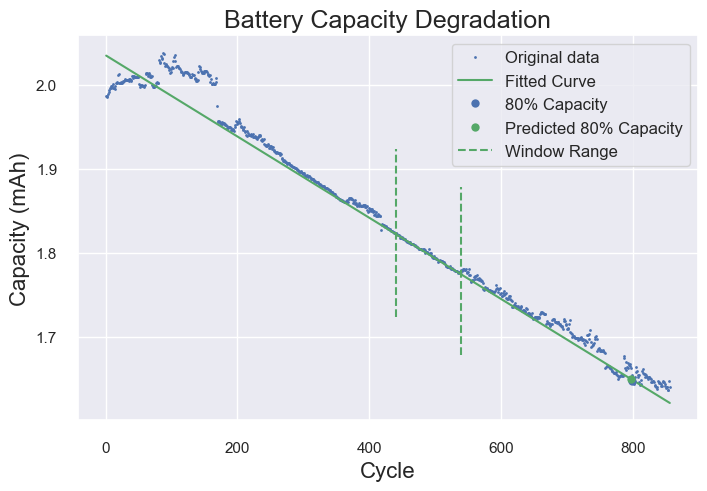 Battery Capacity Degradation
Original data
Fitted Curve
80% Capacity
Predicted 80% Capacity
Window Range
Capacity (mAh)
2.0
1.9
1.8
1.7
0 200 400 600 800
Cycle